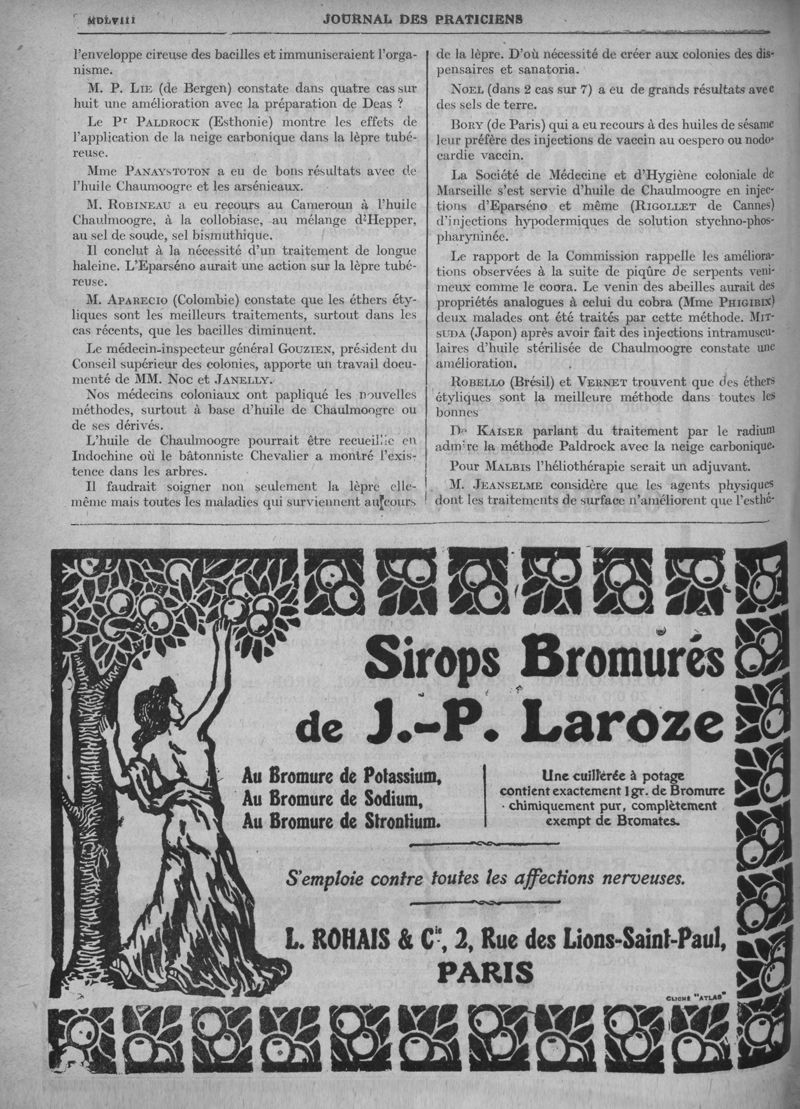 MDLVIII
JOURNAL DES PRATICIENS
l'enveloppe cireuse des bacilles et immuniseraient l'orga-
nisme.
M. P. LIE (de Bergen) constate dans quatre cas sur
huit une amélioration avec la préparation de Deas ?
Le Pr PALDROCK (Esthonie) montre les effets de
l'application de la neige carbonique dans la lèpre tubé-
reuse.
Mme PANAYSTOTON a eu de bons résultats avec de
l'huile Chaumoogre et les arsénicaux.
M. ROBINEAU a eu recours au Cameroun à l'huile
Chaulmoogre, à la collobiase, au mélange d'Hepper,
au sel de soude, sel bismuthique.
Il conclut à la nécessité d'un traitement de longue
haleine. L'Eparséno aurait une action sur la lèpre tubé-
reuse.
M. APARECIO (Colombie) constate que les éthers éty-
liques sont les meilleurs traitements, surtout dans les
cas récents, que les bacilles diminuent.
Le médecin-inspecteur général GOUZIEN, président du
Conseil supérieur des colonies, apporte un travail docu-
menté de MM. NOC et JANELLY.
Nos médecins coloniaux ont papliqué les nouvelles
méthodes, surtout à base d'huile de Chaulmoogre ou
de ses dérivés.
L'huile de Chaulmoogre pourrait être recueillie en
Indochine où le bâtonniste Chevalier a montré l'exis-
tence dans les arbres.
Il faudrait soigner non seulement la lèpre elle-
même mais toutes les maladies qui surviennent au cours
de la lèpre. D'où nécessité de créer aux colonies des dis-
pensaires et sanatoria.
NOEL (dans 2 cas sur 7) a eu de grands résultats avec
des sels de terre.
BORY (de Paris) qui a eu recours à des huiles de sésame
leur préfère des injections de vaccin au oespero ou nodo-
cardie vaccin.
La Société de Médecine et d'Hygiène coloniale de
Marseille s'est servie d'huile de Chaulmoogra en injec-
tions d'Eparséno et même (RIGOLLET de Cannes)
d'injections hypodermiques de solution stychno-phos-
pharyninée.
Le rapport de la Commission rappelle les améliora-
tions observées à la suite de piqûre de serpents veni-
meux comme le coora. Le venin des abeilles aurait des
propriétés analogues à celui du cobra (Mme PHIGIBIX)
deux malades ont été traités par cette méthode. MIT-
SUDA (Japon) après avoir fait des injections intramuscu-
laires d'huile stérilisée de Chaulmoogre constate une
amélioration.
ROBELLO (Brésil) et VERNET trouvent que des éthers
étyliques sont la meilleure méthode dans toutes les
bonnes
Dr KAISER parlant du traitement par le radium
admire la méthode Paldrock avec la neige carbonique.
Pour MALBIS l'héliothérapie serait un adjuvant.
M. JEANSELME considère que les agents physiques
dont les traitements de surface n'améliorent que l'esthé-
Sirops Bromurés
de J.-P. Laroze
Au Bromure de Potassium,
Au Bromure de Sodium,
Au Bromure de Strontium.
Une cuillerée à potage
contient exactement 1 gr. de Bromure
chimiquement pur, complètement
exempt de Bromates.
S'emploie contre toutes les affections nerveuses.
L. ROHAIS & Cie, 2, Rue des Lions-Saint-Paul,
PARIS
CLICHÉ "ATLAS"